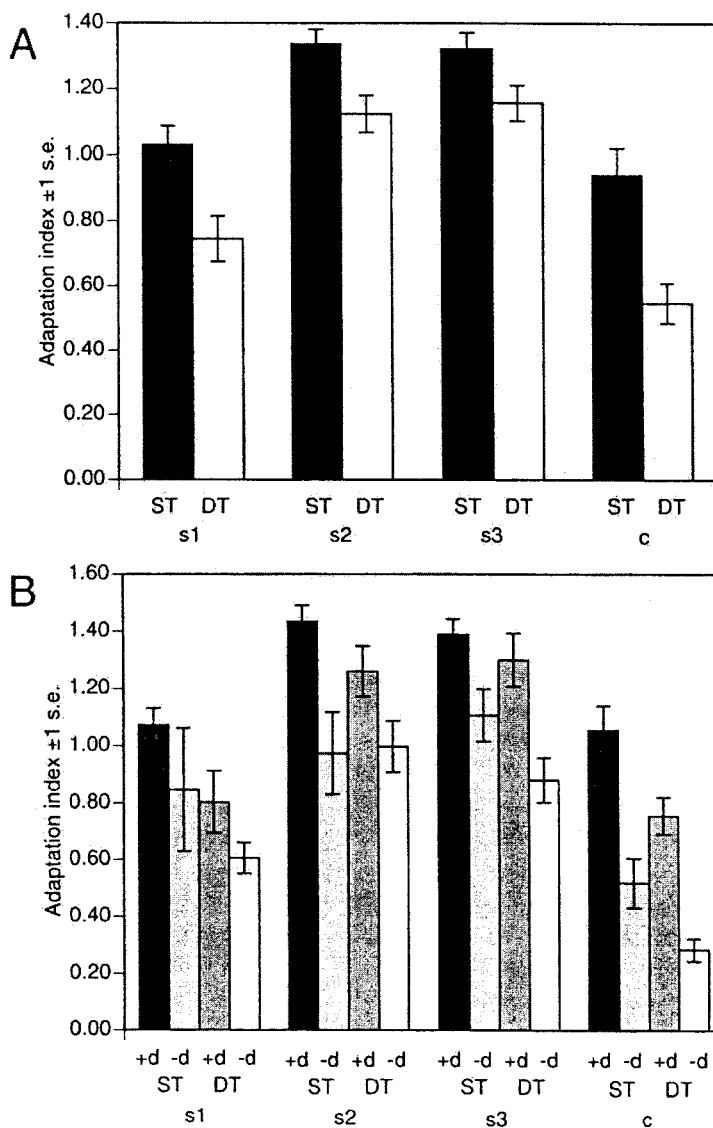 A
Adaptation index ±1 s.e.
1.40
1.20
1.00
0.80
0.60
0.40
0.20
0.00
ST DT ST DT ST DT ST DT
s1 s2 s3 c
B
Adaptation index ±1 s.e.
1.60
1.40
1.20
1.00
0.80
0.60
0.40
0.20
0.00
+d -d +d -d +d -d +d -d +d -d +d -d +d -d +d -d
ST DT ST DT ST DT ST DT
s1 s2 s3 c